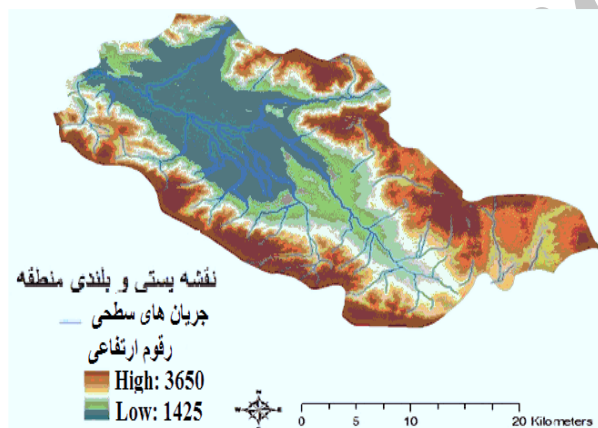 نقشه پستی و بلندی منطقه
جریان های سطحی
رقوم ارتفاعی
High: 3650
Low: 1425
N
W E
S
0 5 10 20 Kilometers